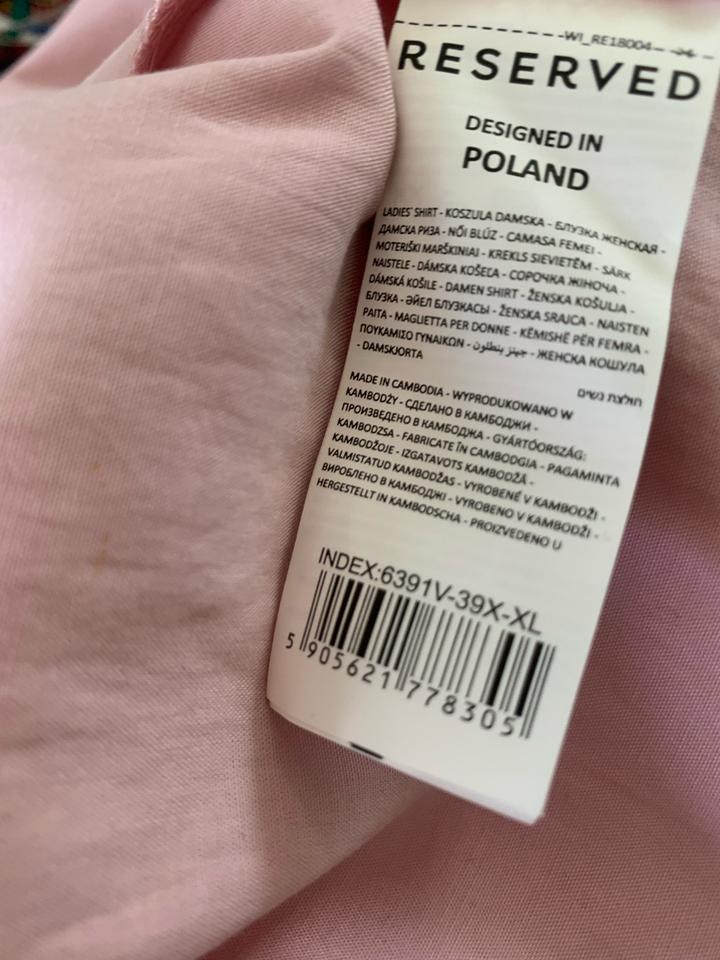 WI_RE18004
RESERVED
DESIGNED IN
POLAND
LADIES' SHIRT - KOSZULA DAMSKA - БЛУЗКА ЖЕНСКАЯ -
ДАМСКА РИЗА - NŐI BLÚZ - CAMASA FEMEI -
MOTERIŠKI MARŠKINIAI - KREKLS SIEVIETĒM - SÄRK
NAISTELE - DÁMSKA KOŠEĽA - СОРОЧКА ЖІНОЧА -
DÁMSKÁ KOŠILE - DAMEN SHIRT - ŽENSKA KOŠULJA -
БЛУЗКА - ӘЙЕЛ БЛУЗКАСЫ - ŽENSKA SRAJCA - NAISTEN
PAITA - MAGLIETTA PER DONNE - KËMISHË PËR FEMRA -
ΠΟΥΚΑΜΙΣΟ ΓΥΝΑΙΚΩΝ - جينز بنطلون - ЖЕНСКА КОШУЛА
- DAMSKJORTA
חולצת נשים
MADE IN CAMBODIA - WYPRODUKOWANO W
KAMBODŻY - СДЕЛАНО В КАМБОДЖИ -
ПРОИЗВЕДЕНО В КАМБОДЖА - GYÁRTÓORSZÁG:
KAMBODZSA - FABRICATE ÎN CAMBODGIA - PAGAMINTA
KAMBODŽOJE - IZGATAVOTS KAMBODŽĀ -
VALMISTATUD KAMBODŽAS - VYROBENÉ V KAMBODŽI -
ВИРОБЛЕНО В КАМБОДЖІ - VYROBENO V KAMBODŽI -
HERGESTELLT IN KAMBODSCHA - PROIZVEDENO U
INDEX:6391V-39X-XL
5 905621 778305